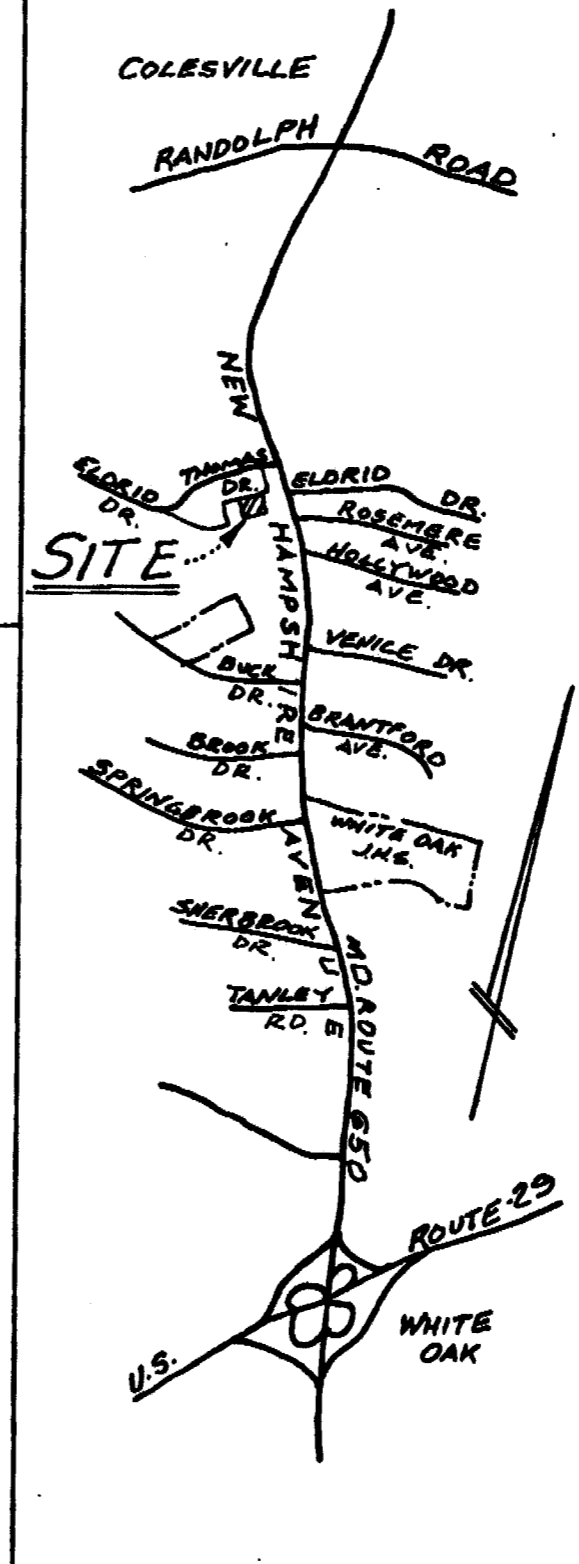 COLESVILLE
RANDOLPH ROAD
NEW HAMPSHIRE AVENUE
THOMAS
DR.
ELDRID
DR.
ELDRID DR.
ROSEMERE
AVE.
SITE
HOLLYWOOD
AVE.
VENICE DR.
BUCK
DR.
BRANTFORD
AVE.
BROOK
DR.
SPRINGBROOK
DR.
WHITE OAK
J.H.S.
SHERBROOK
DR.
MD. ROUTE 650
TANLEY
RD.
U.S. ROUTE 29
WHITE
OAK